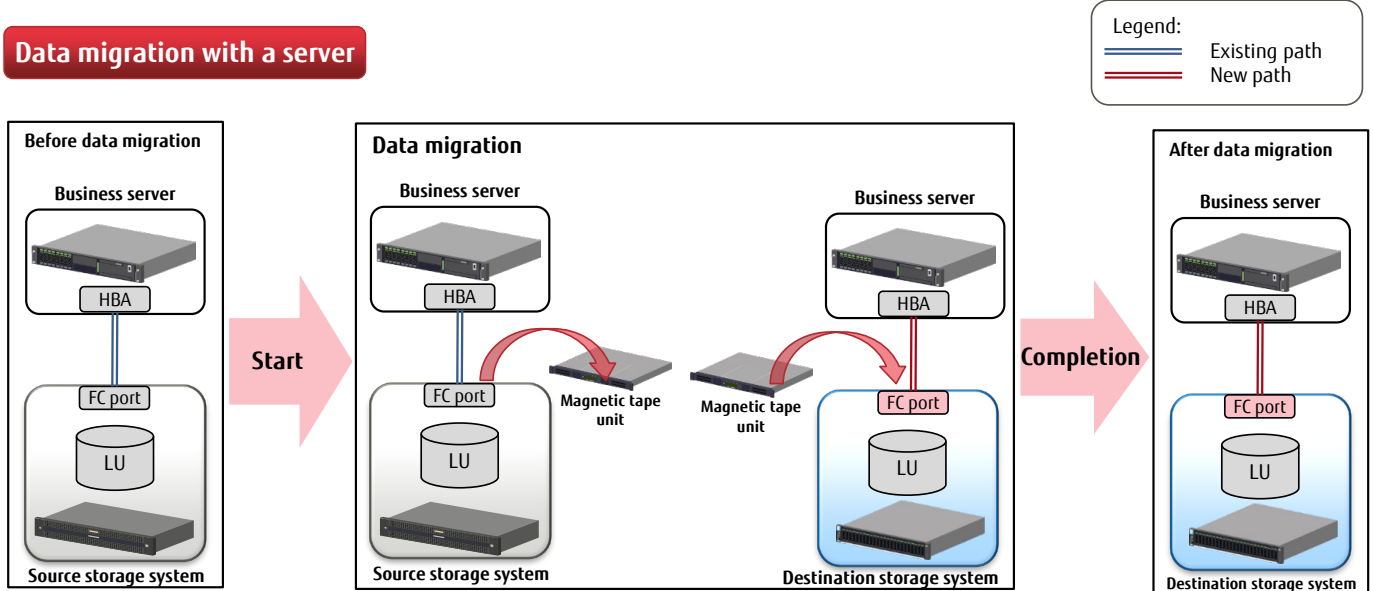 Data migration with a server
Legend:
Existing path
New path
Before data migration
Business server
HBA
FC port
LU
Source storage system
Start
Data migration
Business server
HBA
FC port
LU
Source storage system
Magnetic tape
unit
Magnetic tape
unit
Business server
HBA
FC port
LU
Destination storage system
Completion
After data migration
Business server
HBA
FC port
LU
Destination storage system